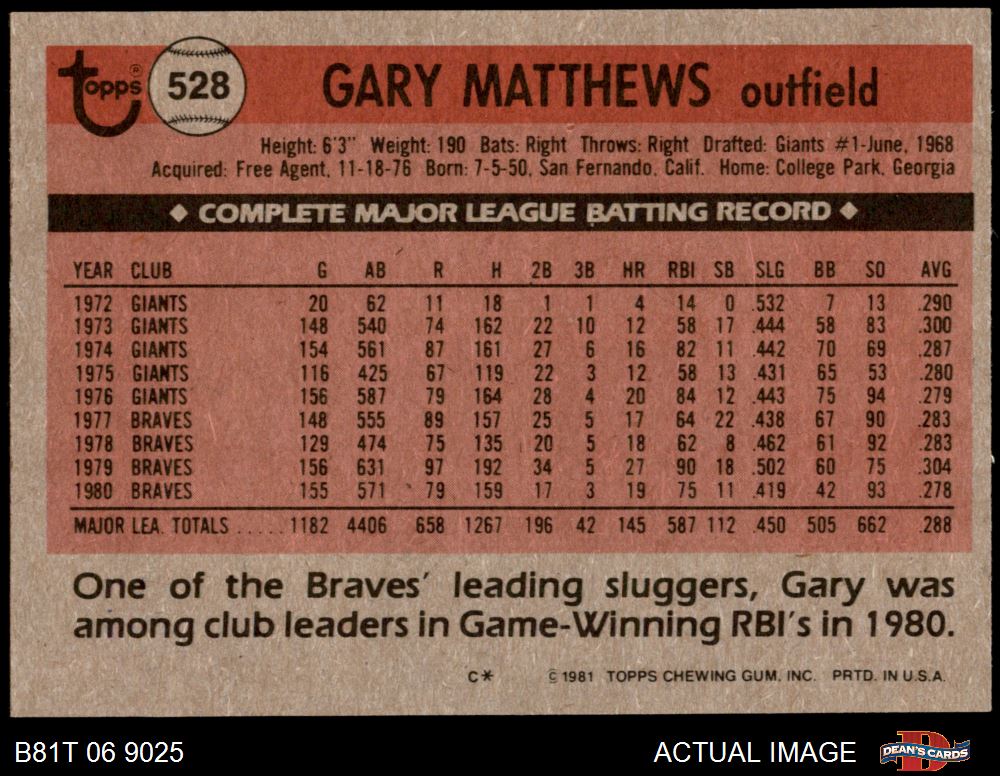 topps® 528 GARY MATTHEWS outfield
Height: 6'3" Weight: 190 Bats: Right Throws: Right Drafted: Giants #1-June, 1968
Acquired: Free Agent, 11-18-76 Born: 7-5-50, San Fernando, Calif. Home: College Park, Georgia
◆ COMPLETE MAJOR LEAGUE BATTING RECORD ◆
YEAR CLUB G AB R H 2B 3B HR RBI SB SLG BB SO AVG
1972 GIANTS 20 62 11 18 1 1 4 14 0 .532 7 13 .290
1973 GIANTS 148 540 74 162 22 10 12 58 17 .444 58 83 .300
1974 GIANTS 154 561 87 161 27 6 16 82 11 .442 70 69 .287
1975 GIANTS 116 425 67 119 22 3 12 58 13 .431 65 53 .280
1976 GIANTS 156 587 79 164 28 4 20 84 12 .443 75 94 .279
1977 BRAVES 148 555 89 157 25 5 17 64 22 .438 67 90 .283
1978 BRAVES 129 474 75 135 20 5 18 62 8 .462 61 92 .283
1979 BRAVES 156 631 97 192 34 5 27 90 18 .502 60 75 .304
1980 BRAVES 155 571 79 159 17 3 19 75 11 .419 42 93 .278
MAJOR LEA. TOTALS ..... 1182 4406 658 1267 196 42 145 587 112 .450 505 662 .288
One of the Braves' leading sluggers, Gary was
among club leaders in Game-Winning RBI's in 1980.
C* © 1981 TOPPS CHEWING GUM, INC. PRTD. IN U.S.A.
B81T 06 9025 ACTUAL IMAGE DEAN'S CARDS